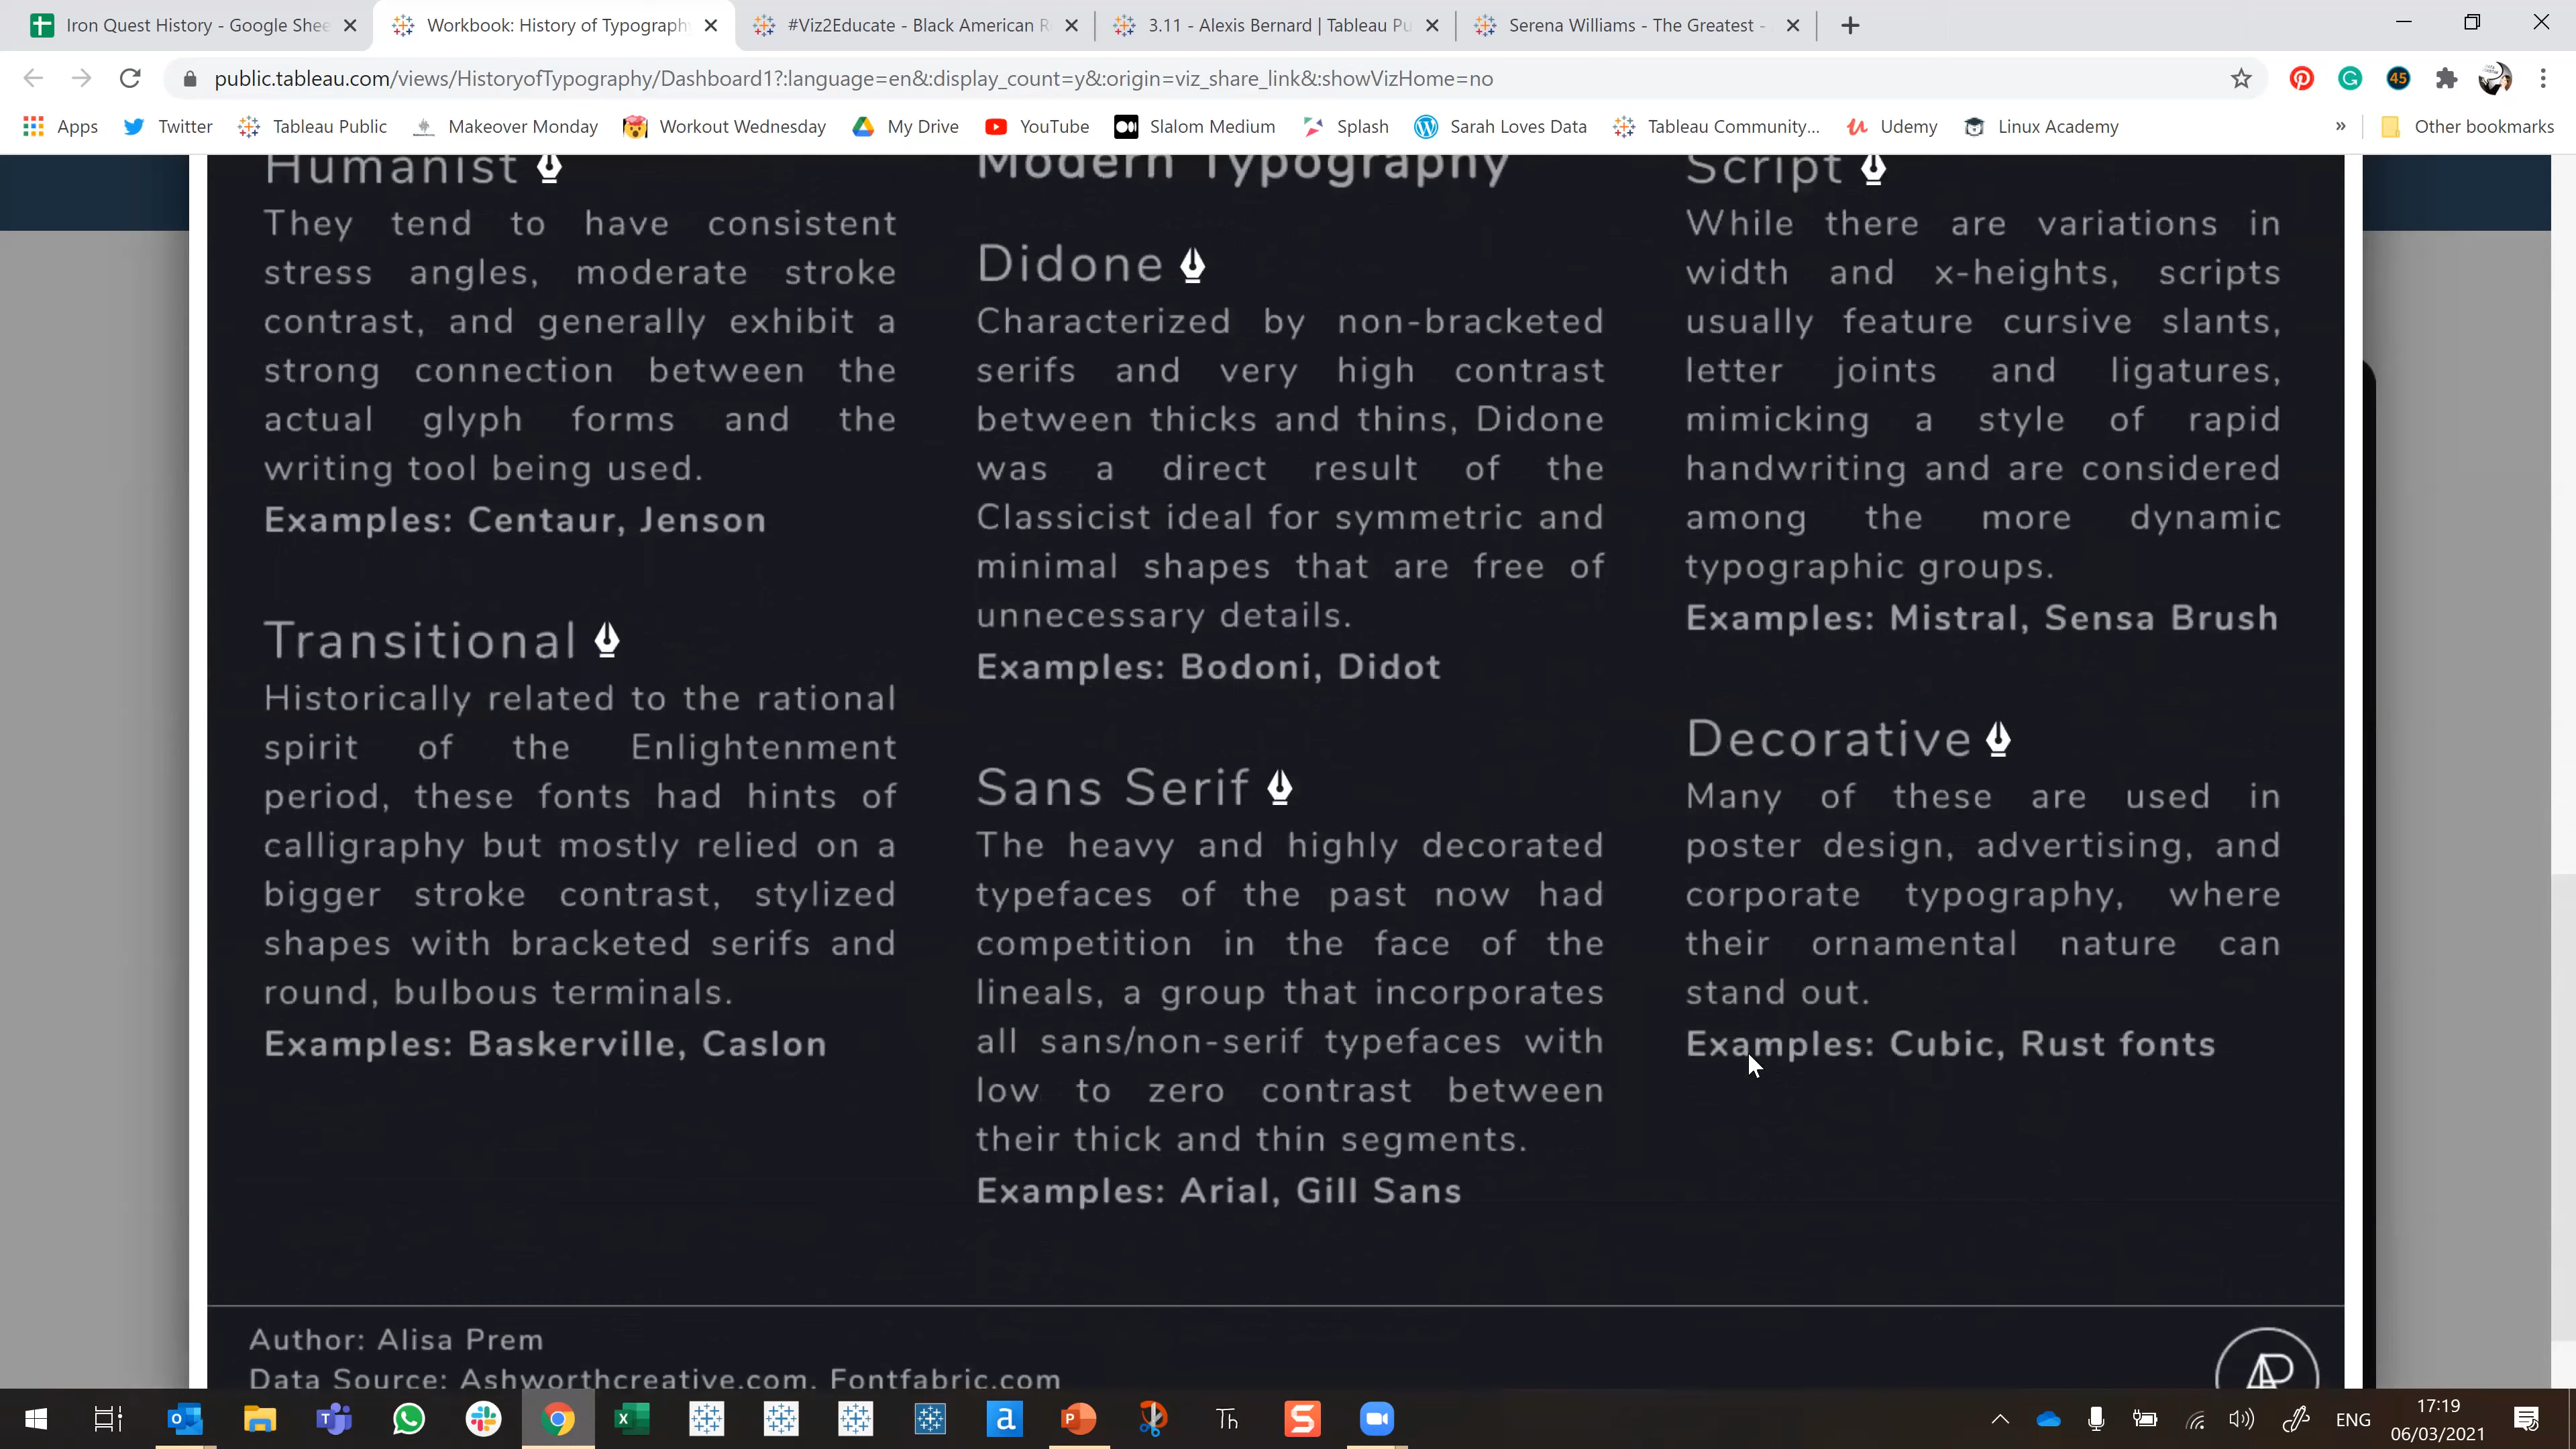 Iron Quest History - Google Shee
Workbook: History of Typograph
#Viz2Educate - Black American R
3.11 - Alexis Bernard | Tableau Pu
Serena Williams - The Greatest -
public.tableau.com/views/HistoryofTypography/Dashboard1?:language=en&:display_count=y&:origin=viz_share_link&:showVizHome=no
45
Apps
Twitter
Tableau Public
Makeover Monday
Workout Wednesday
My Drive
YouTube
Slalom Medium
Splash
Sarah Loves Data
Tableau Community...
Udemy
Linux Academy
»
Other bookmarks
Humanist
They tend to have consistent
stress angles, moderate stroke
contrast, and generally exhibit a
strong connection between the
actual glyph forms and the
writing tool being used.
Examples: Centaur, Jenson
Transitional
Historically related to the rational
spirit of the Enlightenment
period, these fonts had hints of
calligraphy but mostly relied on a
bigger stroke contrast, stylized
shapes with bracketed serifs and
round, bulbous terminals.
Examples: Baskerville, Caslon
Modern Typography
Didone
Characterized by non-bracketed
serifs and very high contrast
between thicks and thins, Didone
was a direct result of the
Classicist ideal for symmetric and
minimal shapes that are free of
unnecessary details.
Examples: Bodoni, Didot
Sans Serif
The heavy and highly decorated
typefaces of the past now had
competition in the face of the
lineals, a group that incorporates
all sans/non-serif typefaces with
low to zero contrast between
their thick and thin segments.
Examples: Arial, Gill Sans
Script
While there are variations in
width and x-heights, scripts
usually feature cursive slants,
letter joints and ligatures,
mimicking a style of rapid
handwriting and are considered
among the more dynamic
typographic groups.
Examples: Mistral, Sensa Brush
Decorative
Many of these are used in
poster design, advertising, and
corporate typography, where
their ornamental nature can
stand out.
Examples: Cubic, Rust fonts
Author: Alisa Prem
Data Source: Ashworthcreative.com, Fontfabric.com
AP
Th
ENG
17:19
06/03/2021